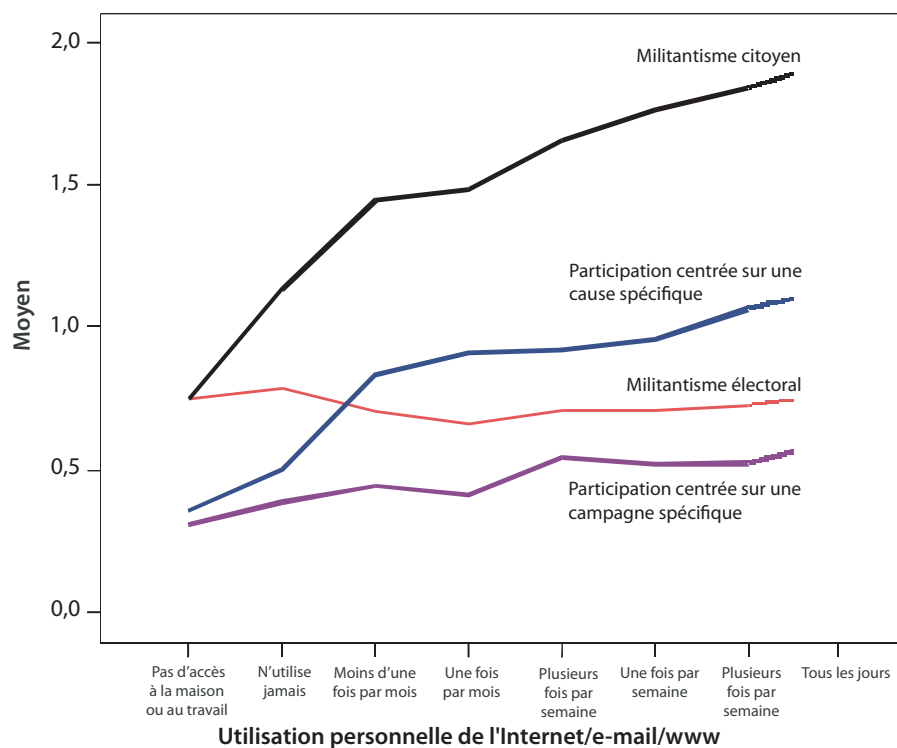 2,0
Militantisme citoyen
1,5
Participation centrée sur une
cause spécifique
Moyen
1,0
Militantisme électoral
0,5
Participation centrée sur une
campagne spécifique
0,0
Pas d'accès
à la maison
ou au travail
N'utilise
jamais
Moins d'une
fois par mois
Une fois
par mois
Plusieurs
fois par
semaine
Une fois par
semaine
Plusieurs
fois par
semaine
Tous les jours
Utilisation personnelle de l'Internet/e-mail/www